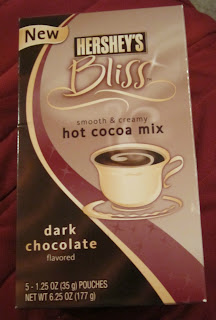 New
HERSHEY'S
Bliss
smooth & creamy
hot cocoa mix
dark
chocolate
flavored
5 - 1.25 OZ (35 g) POUCHES
NET WT 6.25 OZ (177 g)